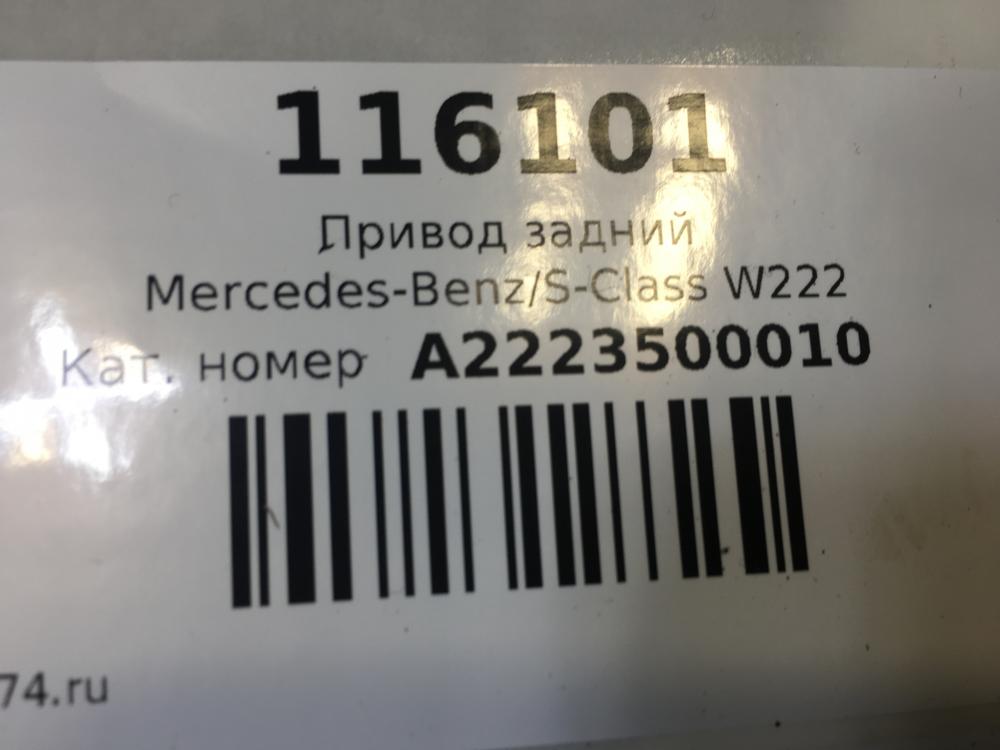 116101
Привод задний
Mercedes-Benz/S-Class W222
Кат. номер A2223500010
74.ru